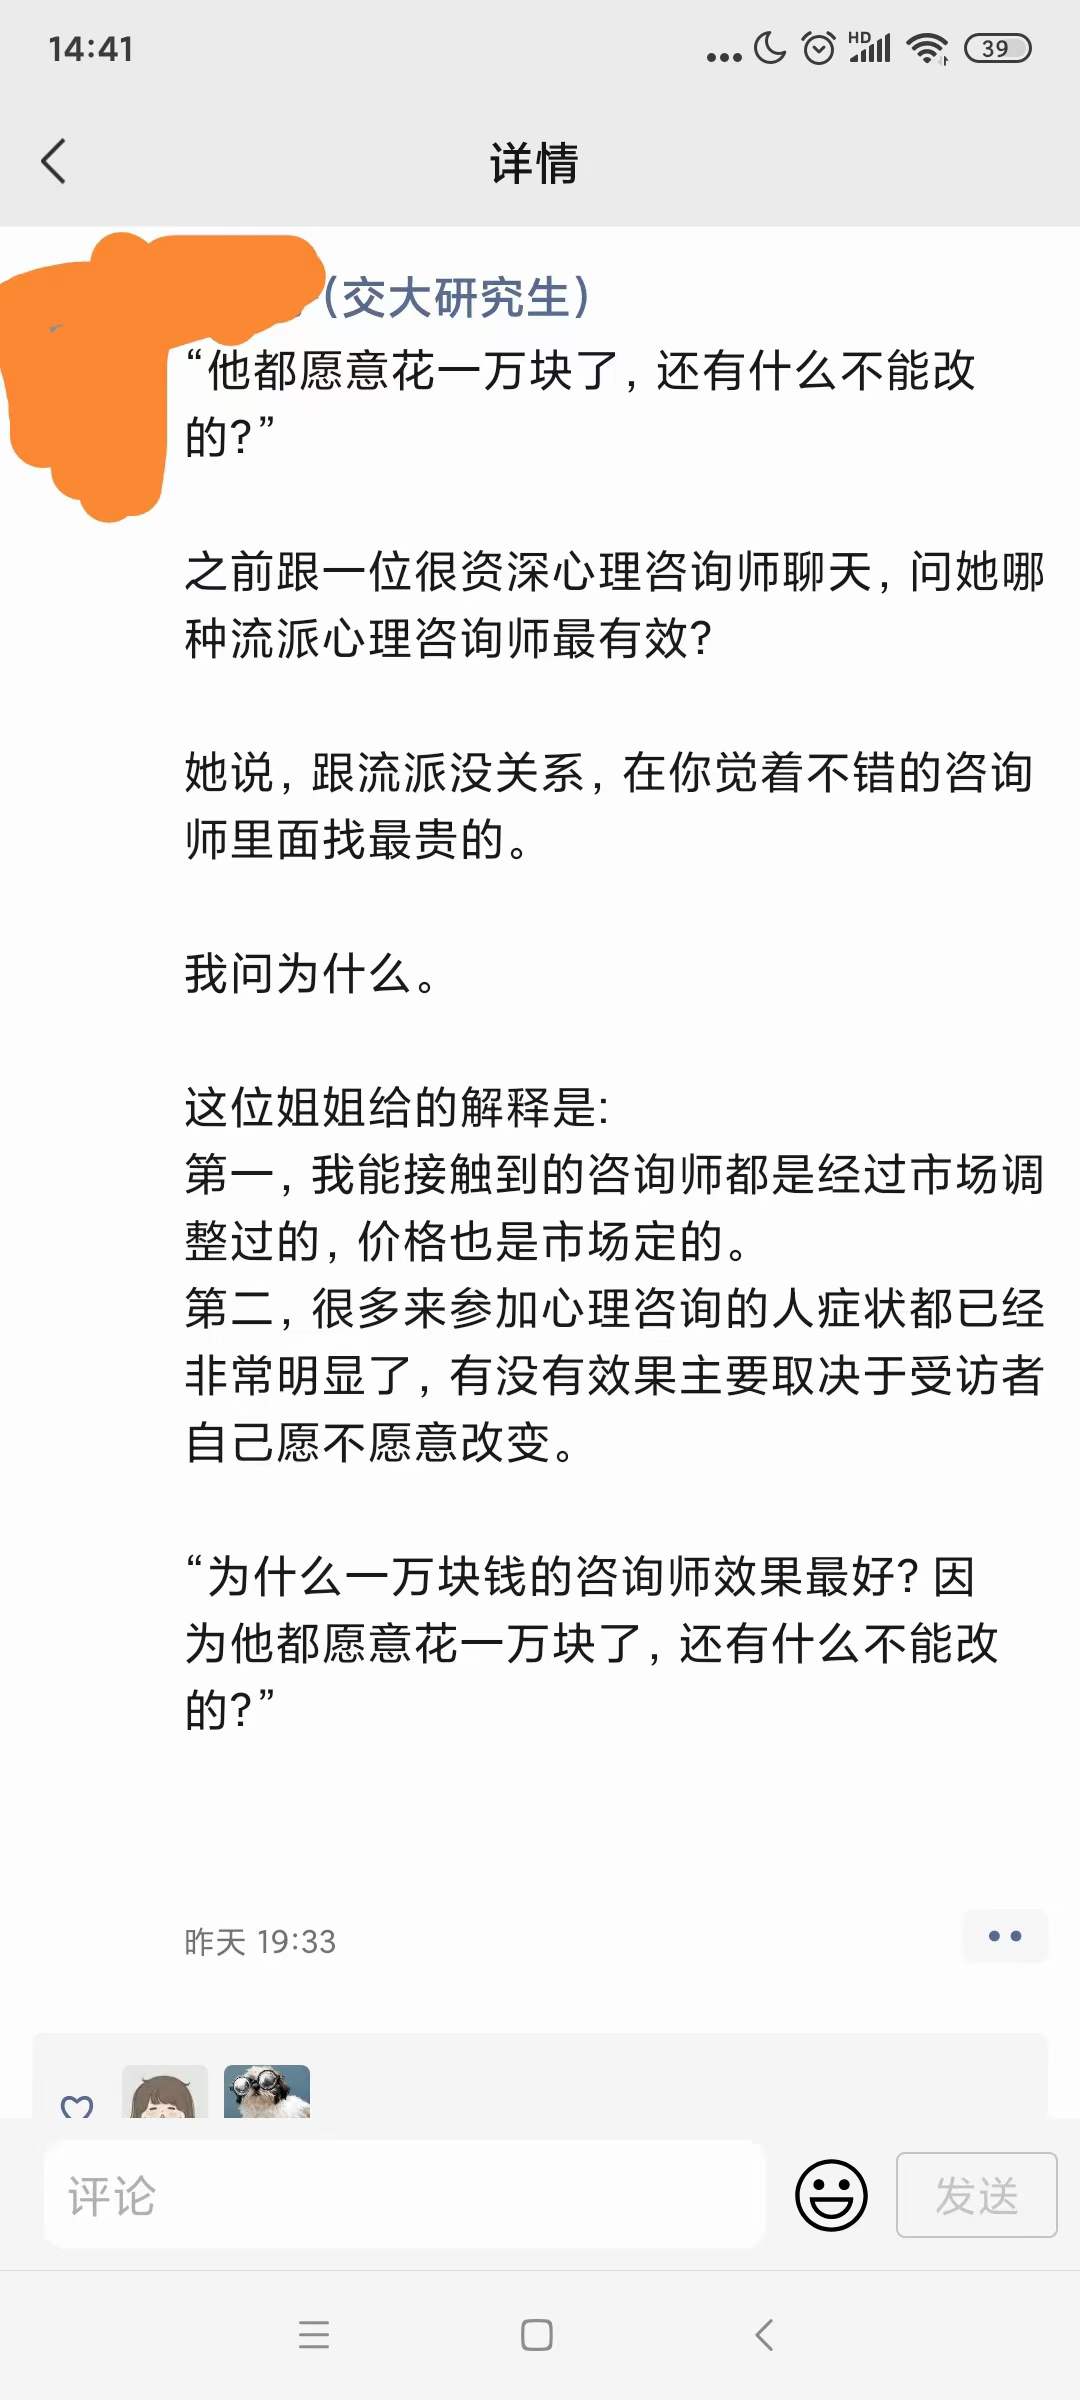 14:41
HD
39
详情
(交大研究生)
“他都愿意花一万块了, 还有什么不能改
的?”
之前跟一位很资深心理咨询师聊天, 问她哪
种流派心理咨询师最有效?
她说, 跟流派没关系, 在你觉着不错的咨询
师里面找最贵的。
我问为什么。
这位姐姐给的解释是:
第一, 我能接触到的咨询师都是经过市场调
整过的, 价格也是市场定的。
第二, 很多来参加心理咨询的人症状都已经
非常明显了, 有没有效果主要取决于受访者
自己愿不愿意改变。
“为什么一万块钱的咨询师效果最好? 因
为他都愿意花一万块了, 还有什么不能改
的?”
昨天 19:33
评论
发送